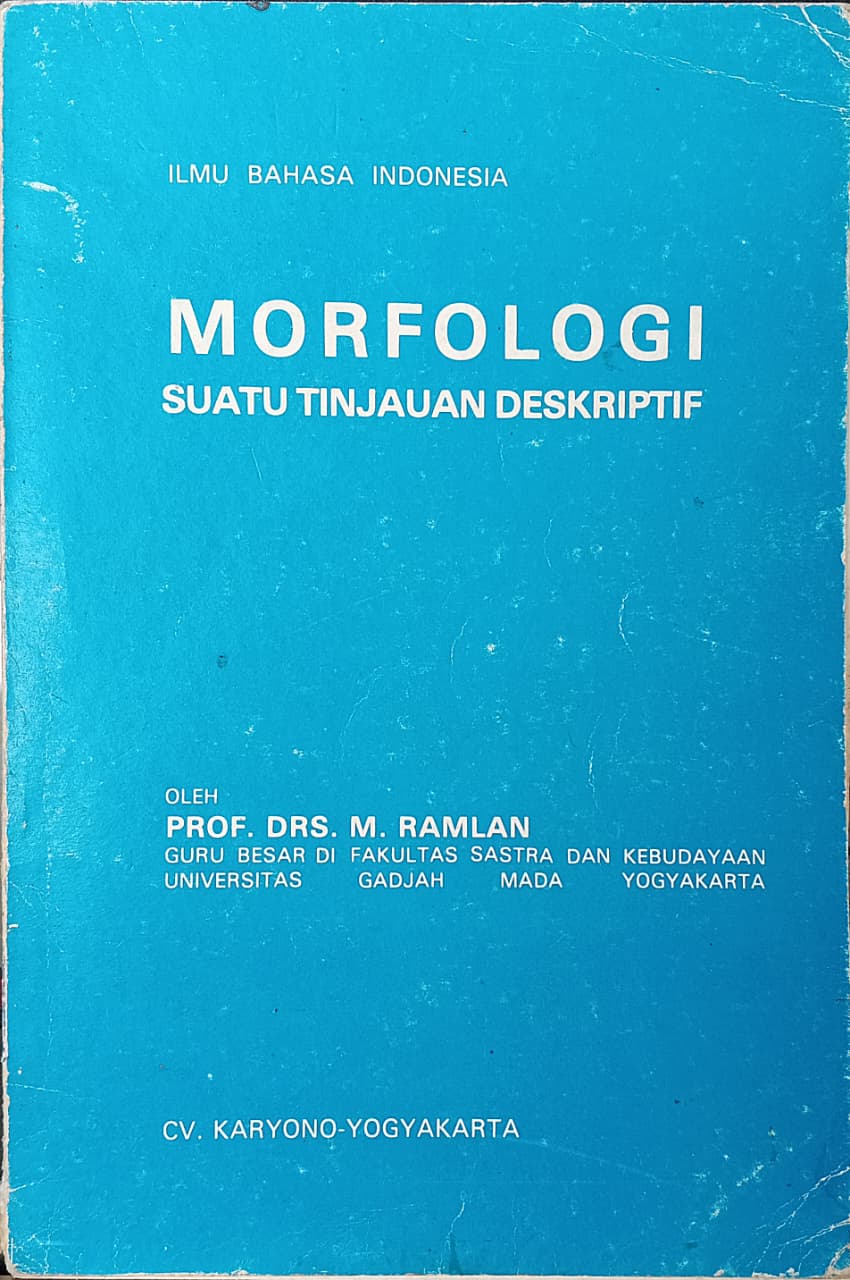 ILMU BAHASA INDONESIA
MORFOLOGI
SUATU TINJAUAN DESKRIPTIF
OLEH
PROF. DRS. M. RAMLAN
GURU BESAR DI FAKULTAS SASTRA DAN KEBUDAYAAN
UNIVERSITAS GADJAH MADA YOGYAKARTA
CV. KARYONO-YOGYAKARTA